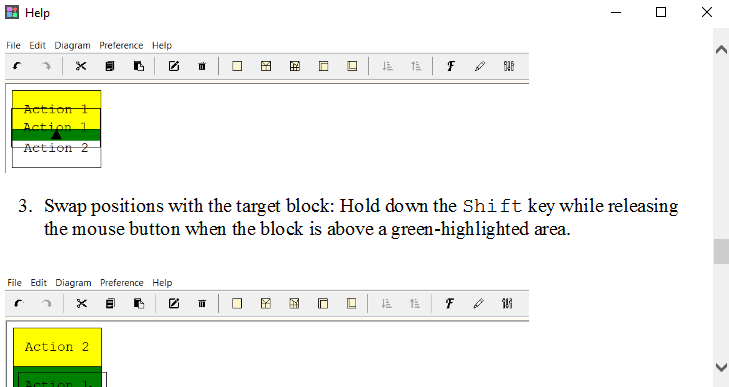 Help
File Edit Diagram Preference Help
F
Action 1
Action 1
Action 2
3. Swap positions with the target block: Hold down the Shift key while releasing
the mouse button when the block is above a green-highlighted area.
File Edit Diagram Preference Help
F
Action 2
Action 1